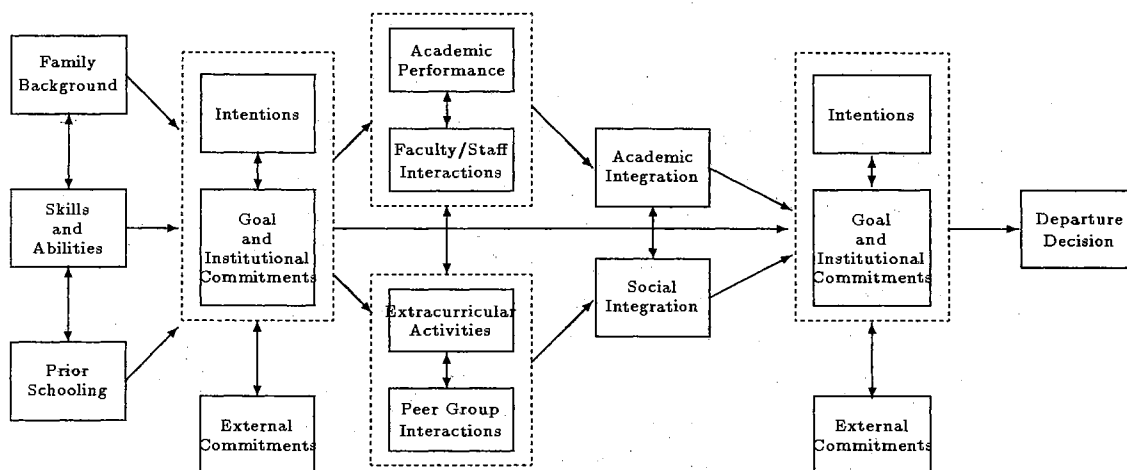 Family
Background
Skills
and
Abilities
Prior
Schooling
Intentions
Goal
and
Institutional
Commitments
External
Commitments
Academic
Performance
Faculty/Staff
Interactions
Extracurricular
Activities
Peer Group
Interactions
Academic
Integration
Social
Integration
Intentions
Goal
and
Institutional
Commitments
External
Commitments
Departure
Decision